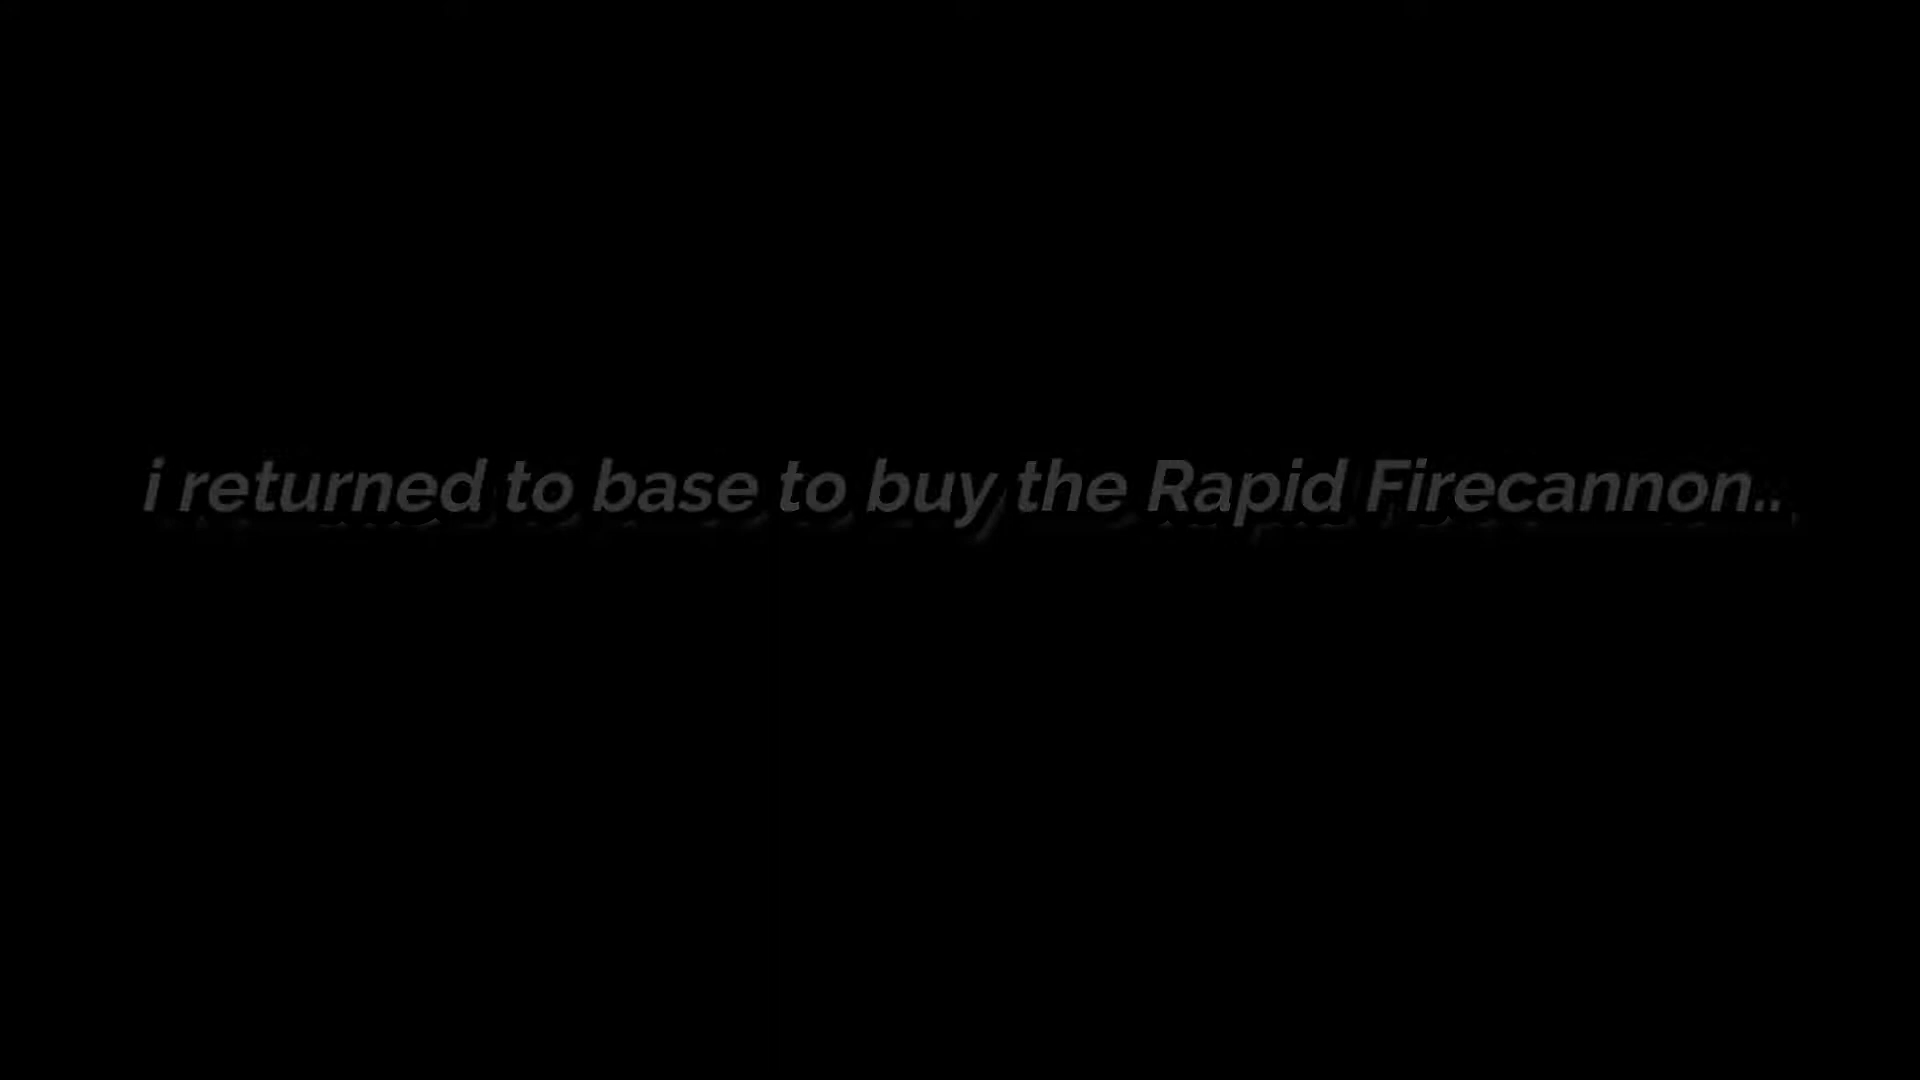 i returned to base to buy the Rapid Firecannon..